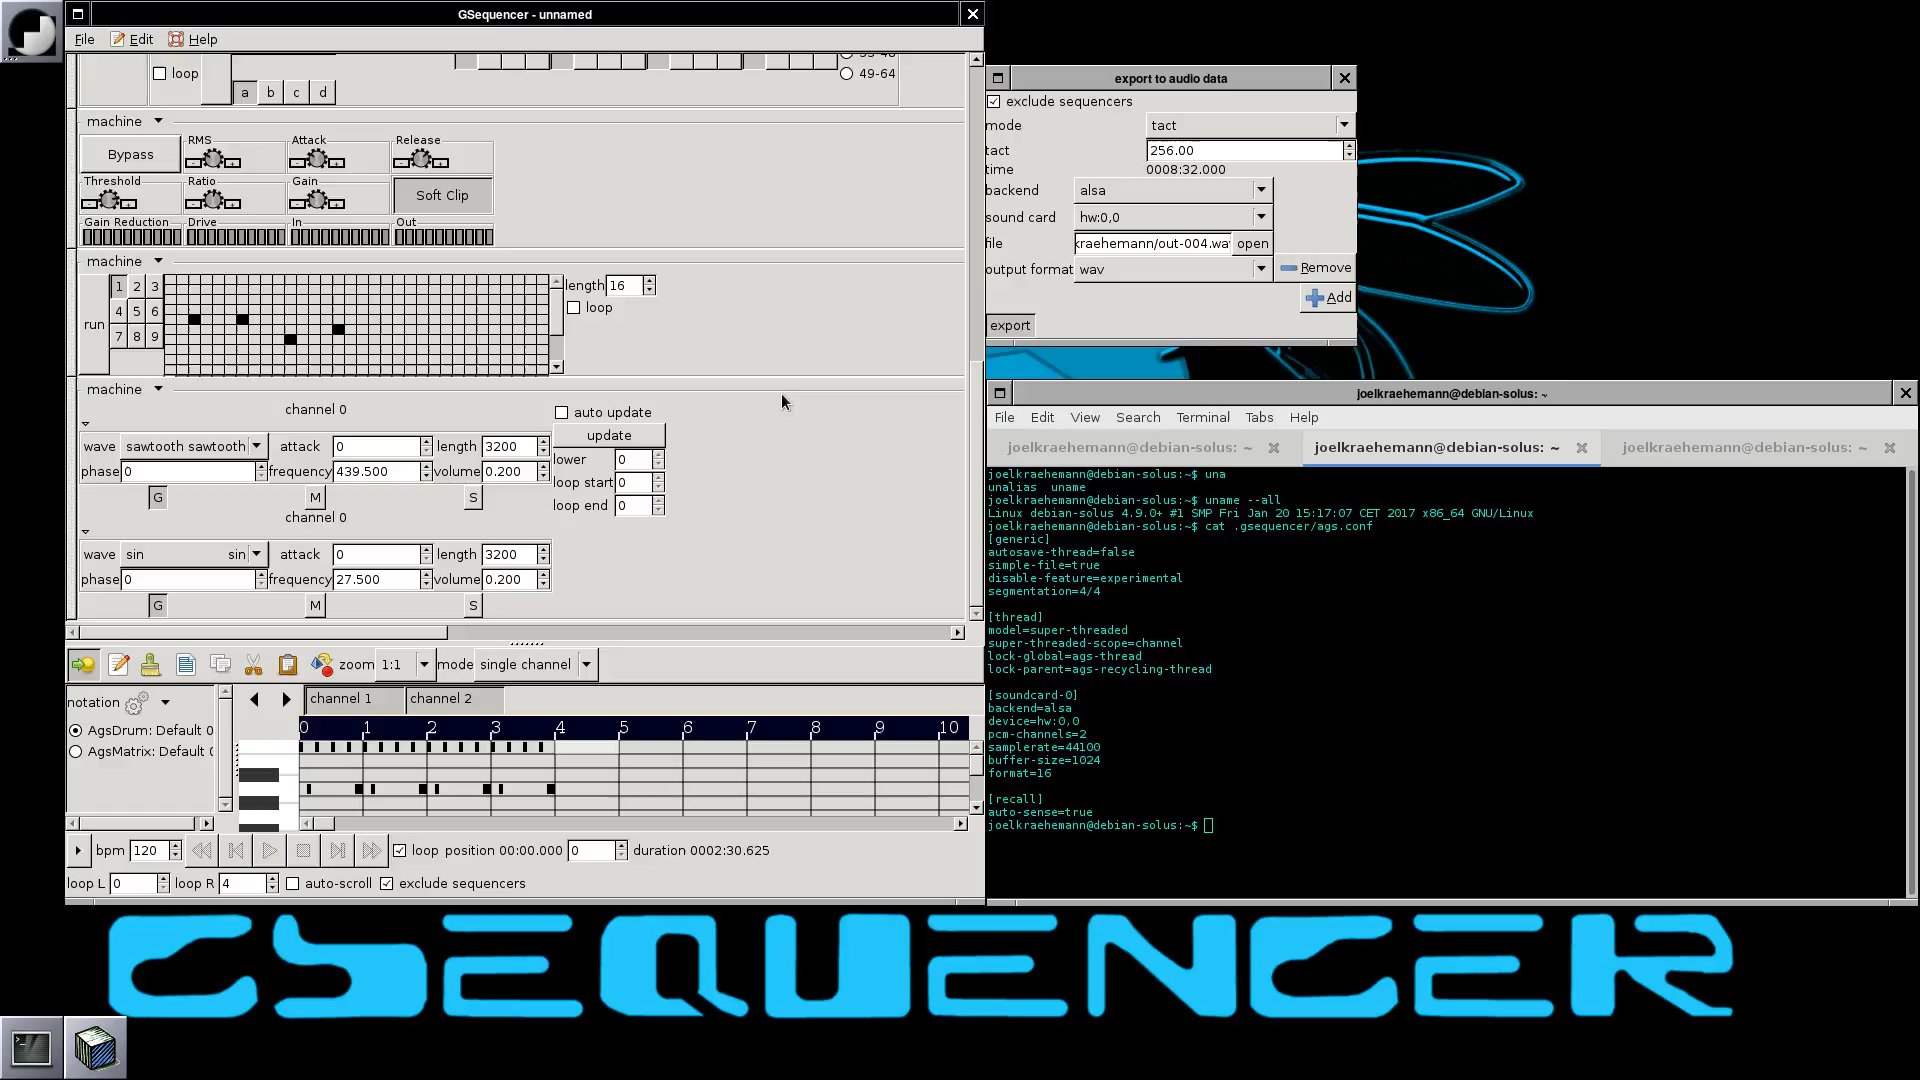 GSequencer - unnamed
File Edit Help
loop
49-64
a b c d
machine
Bypass
RMS Attack Release
Threshold Ratio Gain
Soft Clip
Gain Reduction Drive In Out
machine
run
1 2 3
4 5 6
7 8 9
length 16
loop
machine
channel 0
wave sawtooth sawtooth attack 0 length 3200
phase 0 frequency 439.500 volume 0.200
G M S
channel 0
wave sin sin attack 0 length 3200
phase 0 frequency 27.500 volume 0.200
G M S
auto update
update
lower 0
loop start 0
loop end 0
zoom 1:1 mode single channel
notation
AgsDrum: Default 0
AgsMatrix: Default
channel 1 channel 2
0 1 2 3 4 5 6 7 8 9 10
bpm 120 loop position 00:00.000 0 duration 0002:30.625
loop L 0 loop R 4 auto-scroll exclude sequencers
export to audio data
exclude sequencers
mode tact
tact 256.00
time 0008:32.000
backend alsa
sound card hw:0,0
file kraehemann/out-004.wav open
output format wav Remove
Add
export
joelkraehemann@debian-solus: ~
File Edit View Search Terminal Tabs Help
joelkraehemann@debian-solus: ~ joelkraehemann@debian-solus: ~ joelkraehemann@debian-solus: ~
joelkraehemann@debian-solus:~$ una
unalias uname
joelkraehemann@debian-solus:~$ uname --all
Linux debian-solus 4.9.0+ #1 SMP Fri Jan 20 15:17:07 CET 2017 x86_64 GNU/Linux
joelkraehemann@debian-solus:~$ cat .gsequencer/ags.conf
[generic]
autosave-thread=false
simple-file=true
disable-feature=experimental
segmentation=4/4
[thread]
model=super-threaded
super-threaded-scope=channel
lock-global=ags-thread
lock-parent=ags-recycling-thread
[soundcard-0]
backend=alsa
device=hw:0,0
pcm-channels=2
samplerate=44100
buffer-size=1024
format=16
[recall]
auto-sense=true
joelkraehemann@debian-solus:~$
GSEQUENCER